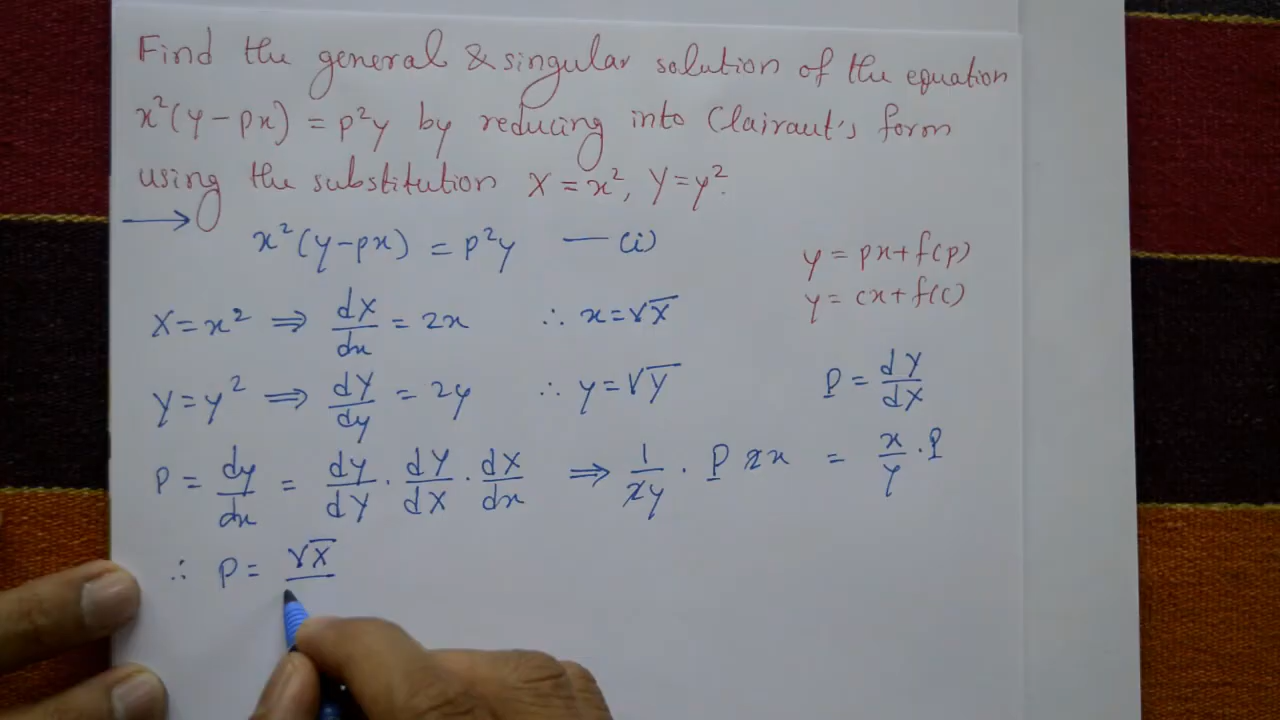 Find the general & singular solution of the equation
x²(y-px) = p²y by reducing into Clairaut's form
using the substitution X = x², Y = y².
→
x²(y-px) = p²y — (i)
y = px + f(p)
y = cx + f(c)
X = x² ⇒ dX/dx = 2x ∴ x = √X
Y = y² ⇒ dY/dy = 2y ∴ y = √Y
P = dY/dX
p = dy/dx = dy/dY · dY/dX · dX/dx ⇒ 1/2y · P 2x = x/y · P
∴ p = √X